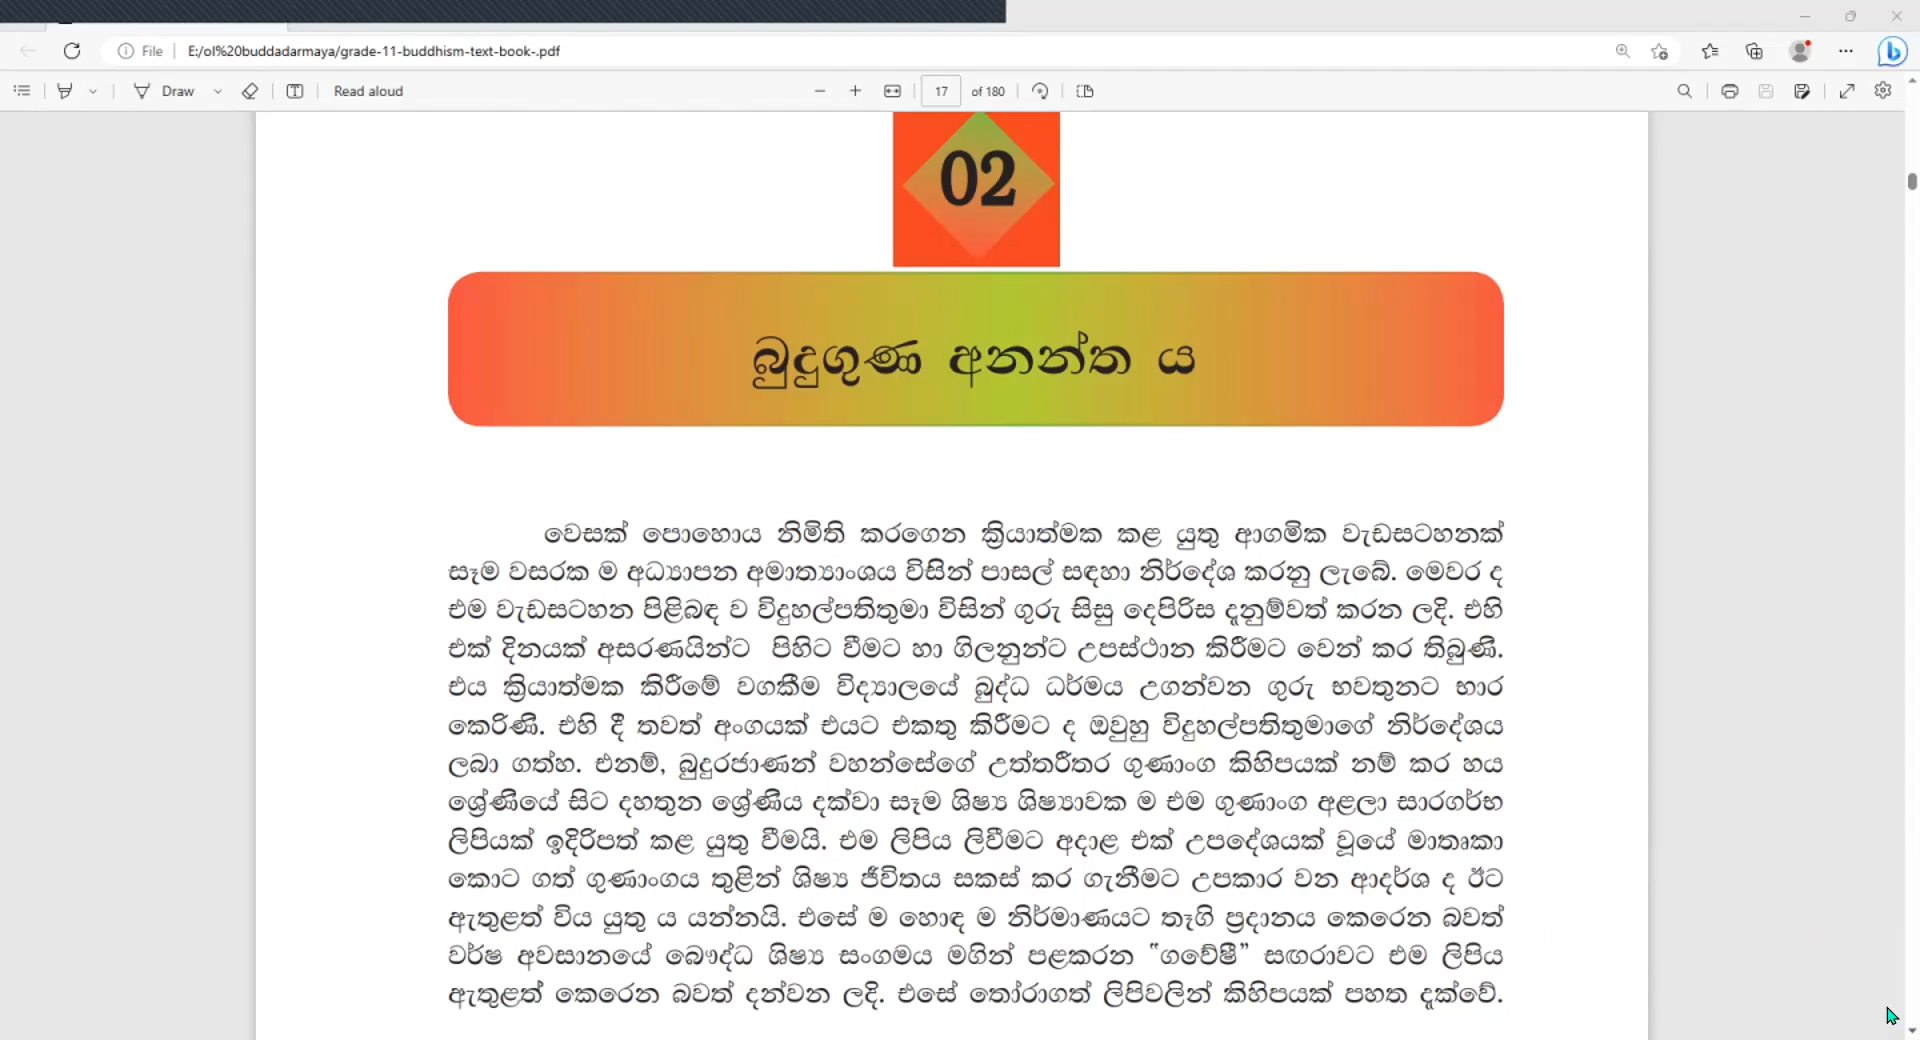 File
E:/ol%20buddadarmaya/grade-11-buddhism-text-book-.pdf
Draw
Read aloud
17 of 180
02
බුදුගුණ අනන්ත ය
වෙසක් පොහොය නිමිති කරගෙන ක්‍රියාත්මක කළ යුතු ආගමික වැඩසටහනක්
සෑම වසරක ම අධ්‍යාපන අමාත්‍යාංශය විසින් පාසල් සඳහා නිර්දේශ කරනු ලැබේ. මෙවර ද
එම වැඩසටහන පිළිබඳ ව විදුහල්පතිතුමා විසින් ගුරු සිසු දෙපිරිස දැනුම්වත් කරන ලදි. එහි
එක් දිනයක් අසරණයින්ට පිහිට වීමට හා ගිලනුන්ට උපස්ථාන කිරීමට වෙන් කර තිබුණි.
එය ක්‍රියාත්මක කිරීමේ වගකීම විද්‍යාලයේ බුද්ධ ධර්මය උගන්වන ගුරු භවතුනට භාර
කෙරිණි. එහි දී තවත් අංගයක් එයට එකතු කිරීමට ද ඔවුහු විදුහල්පතිතුමාගේ නිර්දේශය
ලබා ගත්හ. එනම්, බුදුරජාණන් වහන්සේගේ උත්තරීතර ගුණාංග කිහිපයක් නම් කර හය
ශ්‍රේණියේ සිට දහතුන ශ්‍රේණිය දක්වා සෑම ශිෂ්‍ය ශිෂ්‍යාවක ම එම ගුණාංග අළලා සාරගර්භ
ලිපියක් ඉදිරිපත් කළ යුතු වීමයි. එම ලිපිය ලිවීමට අදාළ එක් උපදේශයක් වූයේ මාතෘකා
කොට ගත් ගුණාංගය තුළින් ශිෂ්‍ය ජීවිතය සකස් කර ගැනීමට උපකාර වන ආදර්ශ ද ඊට
ඇතුළත් විය යුතු ය යන්නයි. එසේ ම හොඳ ම නිර්මාණයට තෑගි ප්‍රදානය කෙරෙන බවත්
වර්ෂ අවසානයේ බෞද්ධ ශිෂ්‍ය සංගමය මගින් පළකරන “ගවේෂී” සඟරාවට එම ලිපිය
ඇතුළත් කෙරෙන බවත් දන්වන ලදි. එසේ තෝරාගත් ලිපිවලින් කිහිපයක් පහත දැක්වේ.